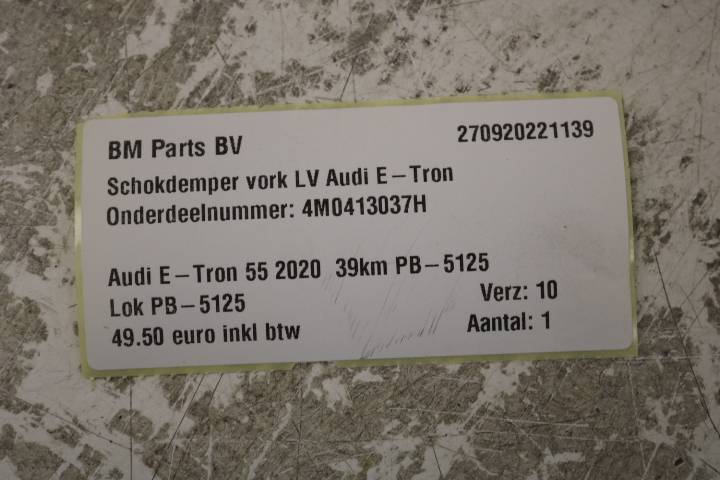 BM Parts BV 270920221139
Schokdemper vork LV Audi E-Tron
Onderdeelnummer: 4M0413037H
Audi E-Tron 55 2020 39km PB-5125
Lok PB-5125 Verz: 10
49.50 euro inkl btw Aantal: 1